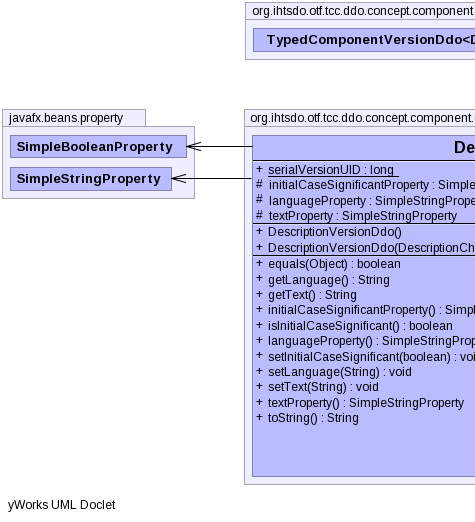 org.ihtsdo.otf.tcc.ddo.concept.component
TypedComponentVersionDdo<D
javafx.beans.property
SimpleBooleanProperty
SimpleStringProperty
org.ihtsdo.otf.tcc.ddo.concept.component.
De
+ serialVersionUID : long
# initialCaseSignificantProperty : Simple
# languageProperty : SimpleStringPrope
# textProperty : SimpleStringProperty
+ DescriptionVersionDdo()
+ DescriptionVersionDdo(DescriptionCh
+ equals(Object) : boolean
+ getLanguage() : String
+ getText() : String
+ initialCaseSignificantProperty() : Simp
+ isInitialCaseSignificant() : boolean
+ languageProperty() : SimpleStringProp
+ setInitialCaseSignificant(boolean) : voi
+ setLanguage(String) : void
+ setText(String) : void
+ textProperty() : SimpleStringProperty
+ toString() : String
yWorks UML Doclet